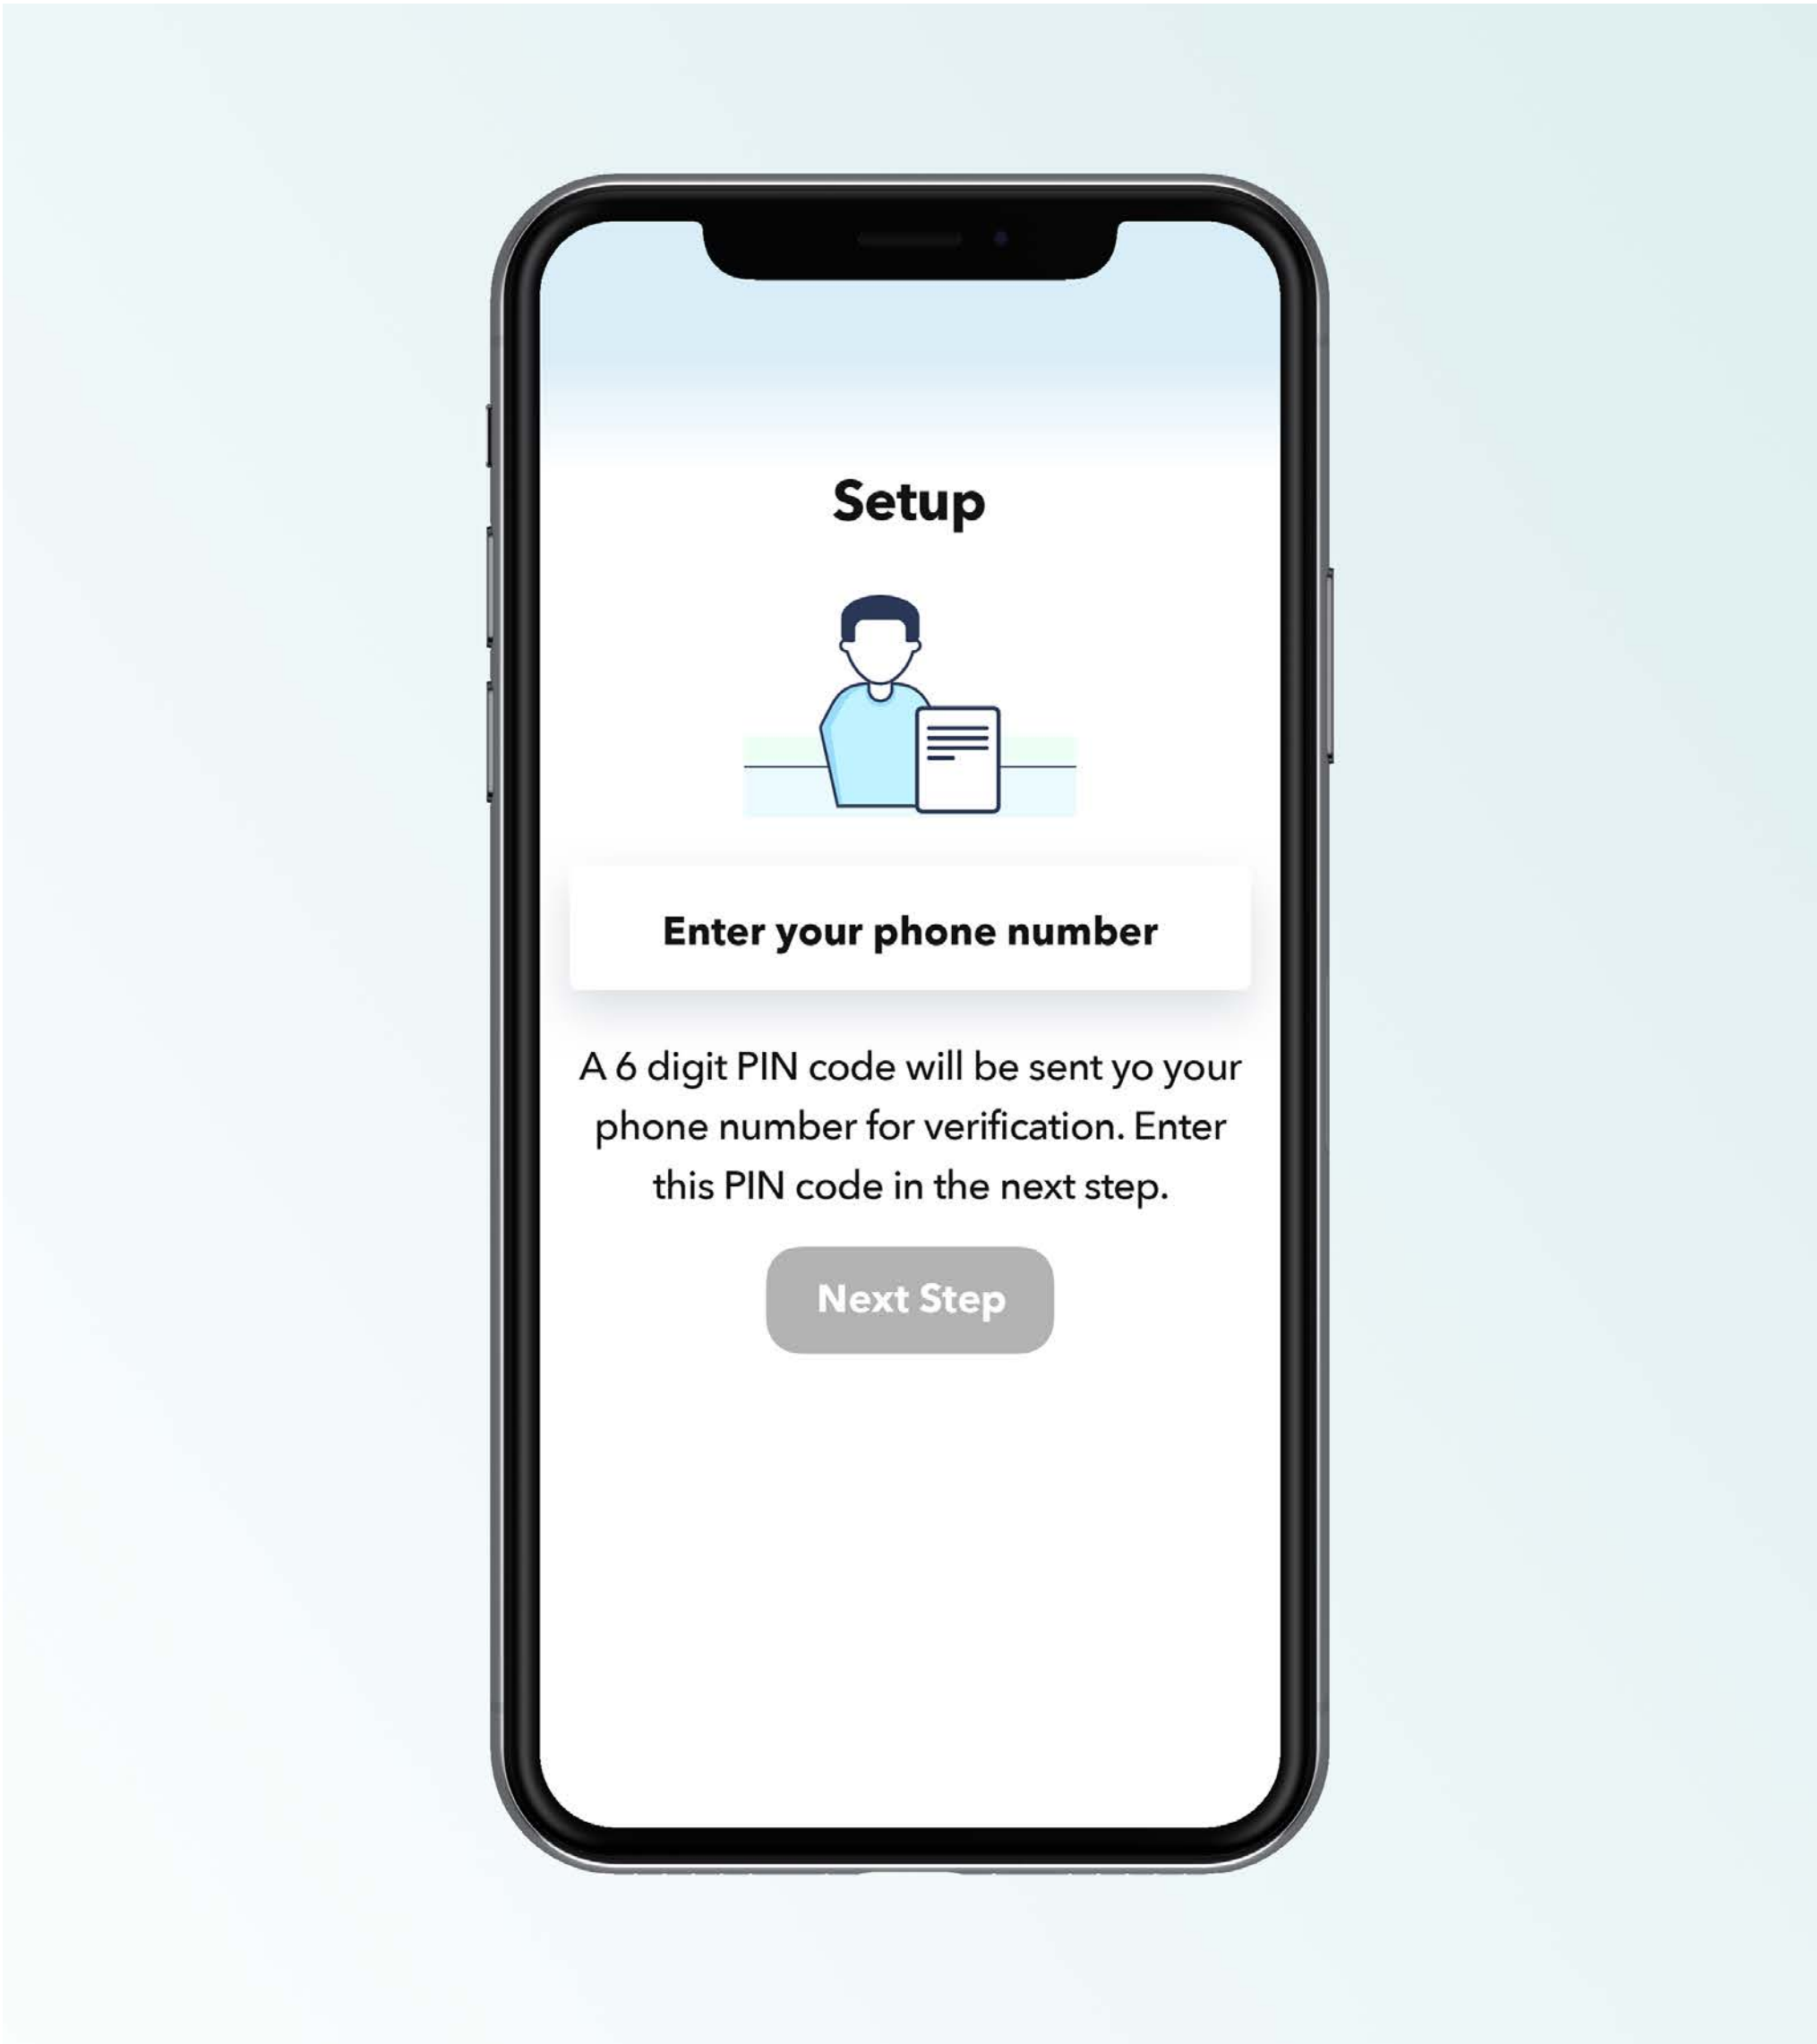 Setup
Enter your phone number
A 6 digit PIN code will be sent yo your
phone number for verification. Enter
this PIN code in the next step.
Next Step